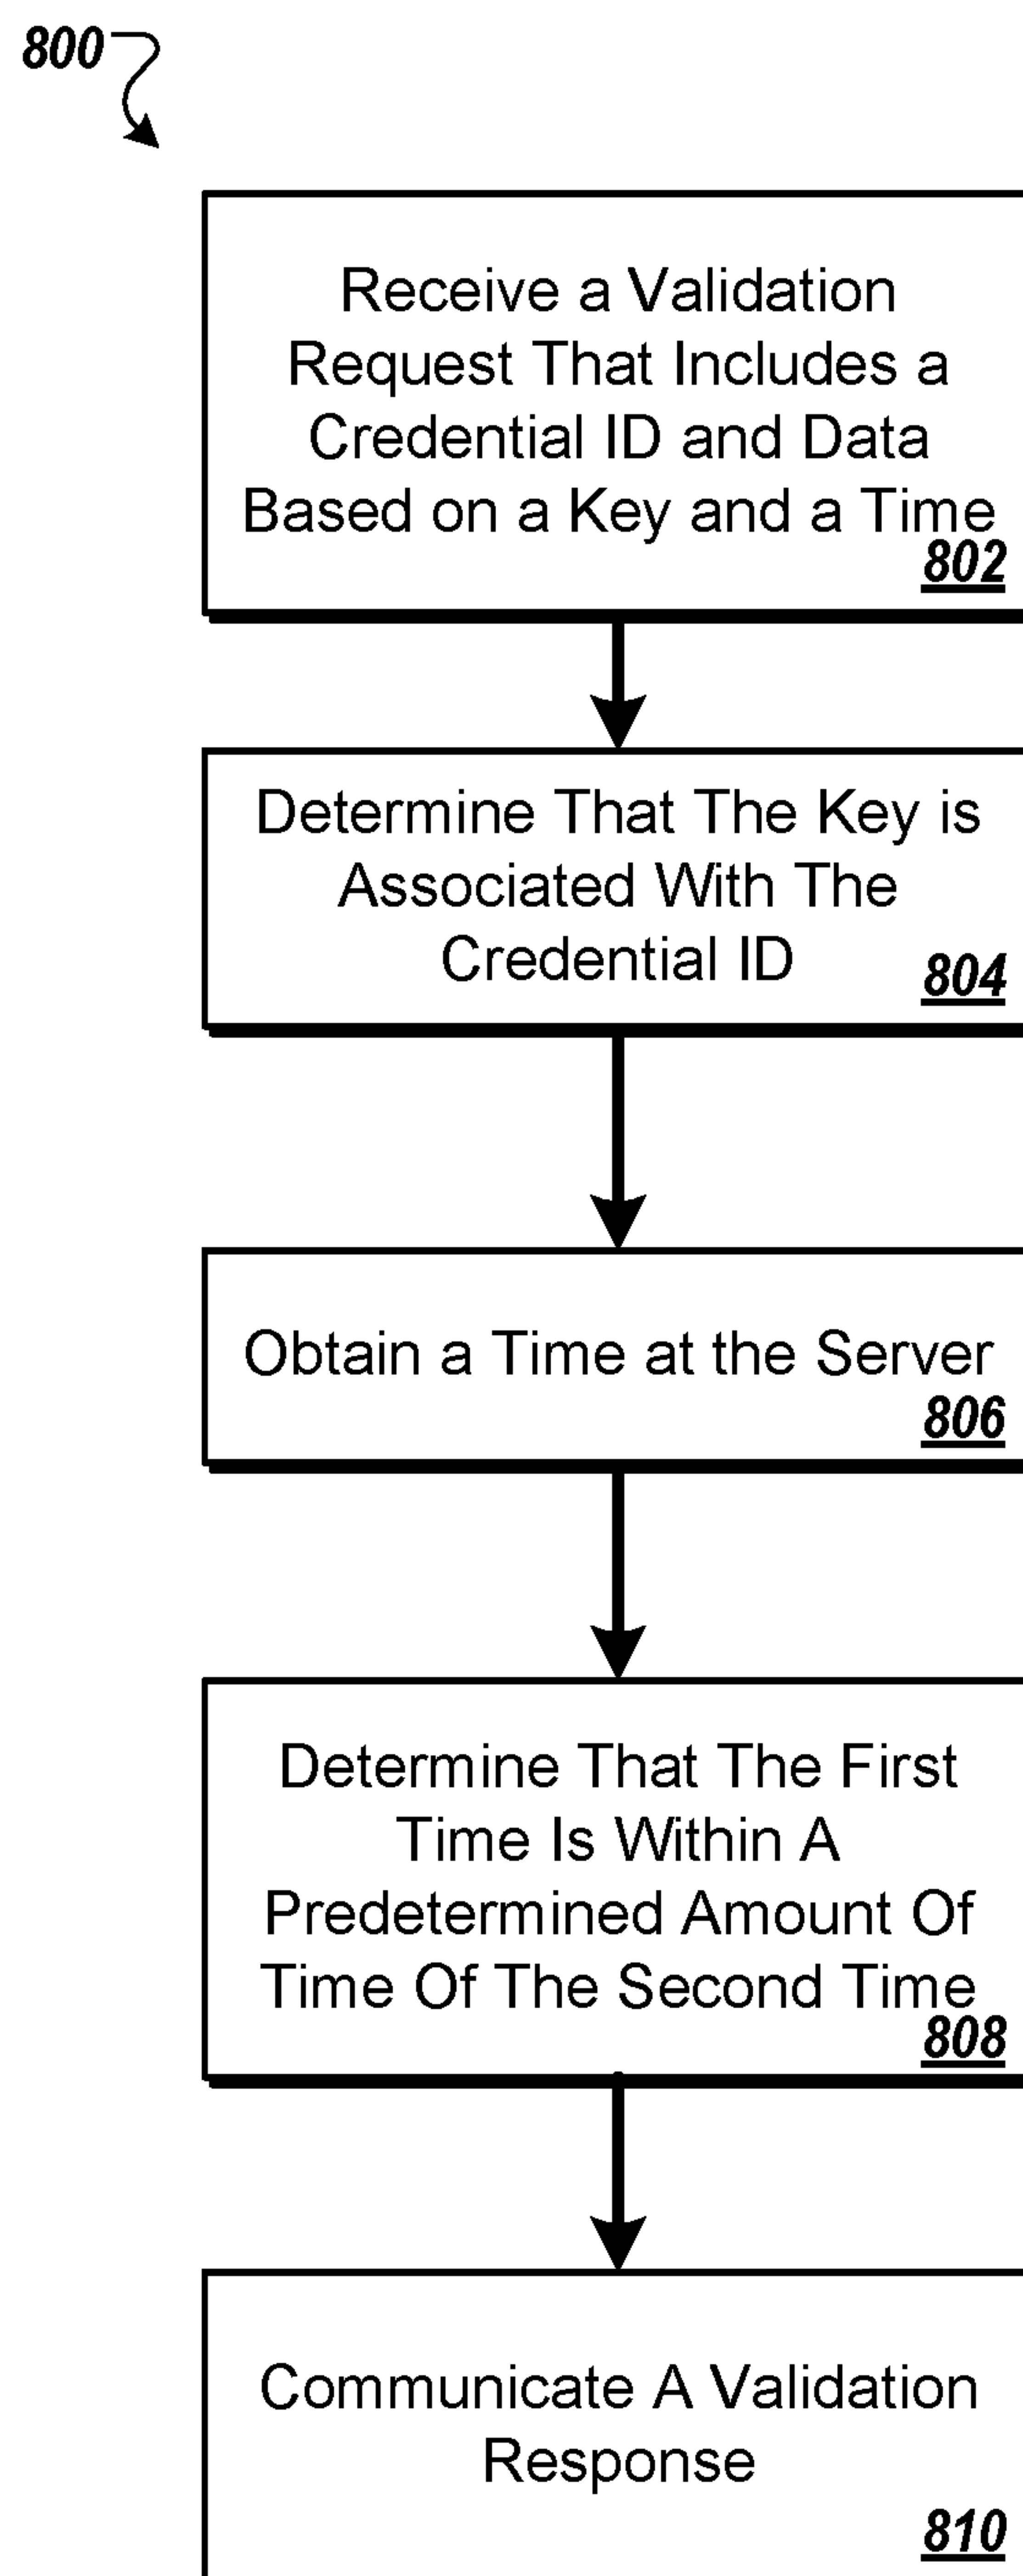 800
Receive a Validation
Request That Includes a
Credential ID and Data
Based on a Key and a Time
802
Determine That The Key is
Associated With The
Credential ID
804
Obtain a Time at the Server
806
Determine That The First
Time Is Within A
Predetermined Amount Of
Time Of The Second Time
808
Communicate A Validation
Response
810